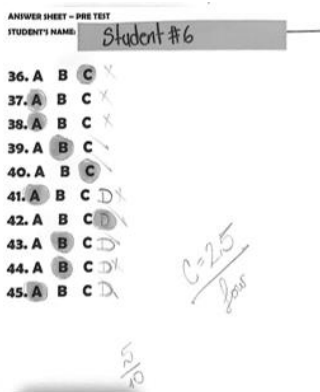 ANSWER SHEET – PRE TEST
STUDENT'S NAME: Student #6
36. A B C X
37. A B C X
38. A B C X
39. A B C /
40. A B C /
41. A B C D X
42. A B C D /
43. A B C D /
44. A B C D X
45. A B C D /
C = 2.5
low
5/10